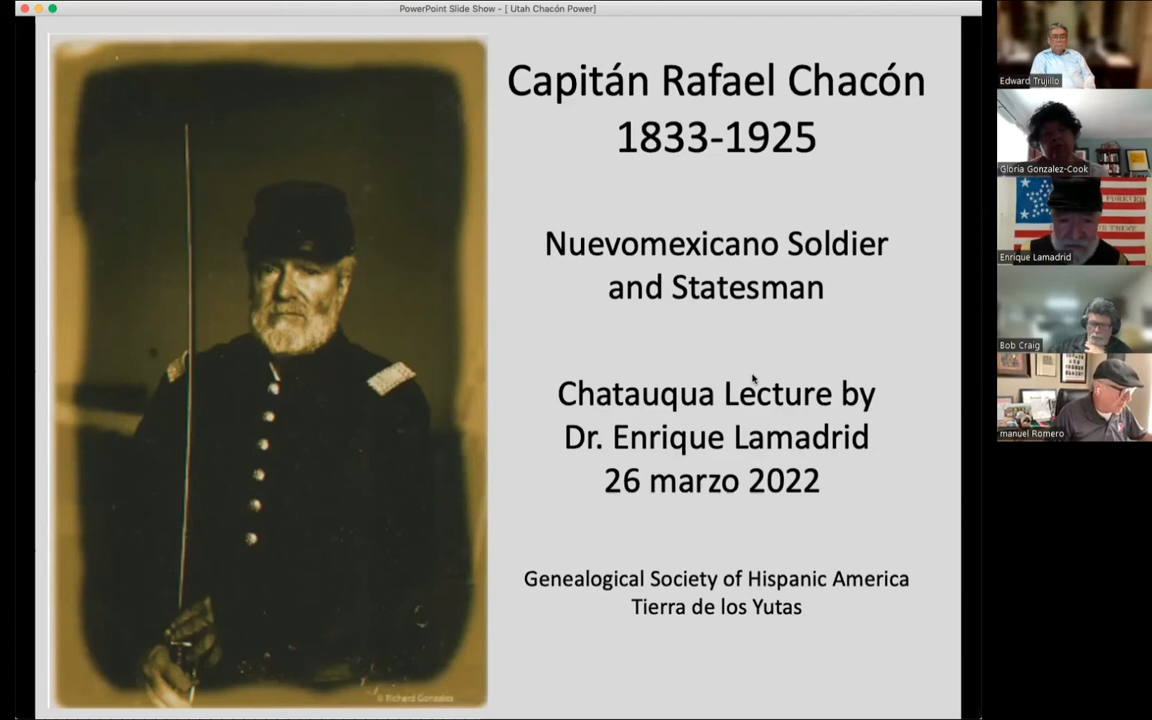 PowerPoint Slide Show - [ Utah Chacón Power]
Capitán Rafael Chacón
1833-1925
Nuevomexicano Soldier
and Statesman
Chatauqua Lecture by
Dr. Enrique Lamadrid
26 marzo 2022
Genealogical Society of Hispanic America
Tierra de los Yutas
© Richard Gonzales
Edward Trujillo
Gloria Gonzalez-Cook
FOREVER
TRUST
Enrique Lamadrid
Bob Craig
manuel Romero